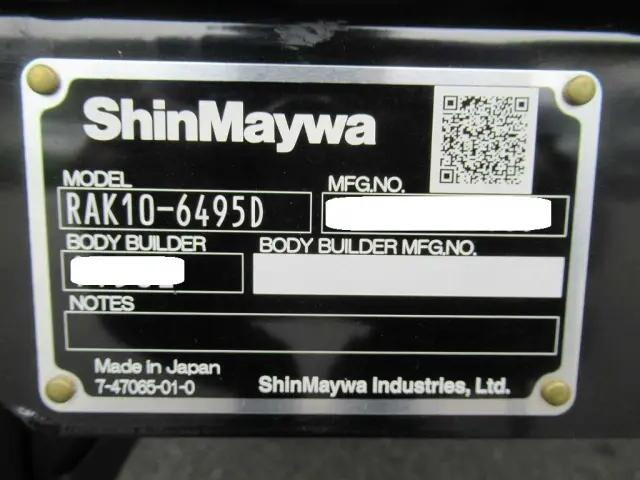 ShinMaywa
MODEL
MFG.NO.
RAK10-6495D
BODY BUILDER
BODY BUILDER MFG.NO.
NOTES
Made in Japan
7-47065-01-0
ShinMaywa Industries, Ltd.